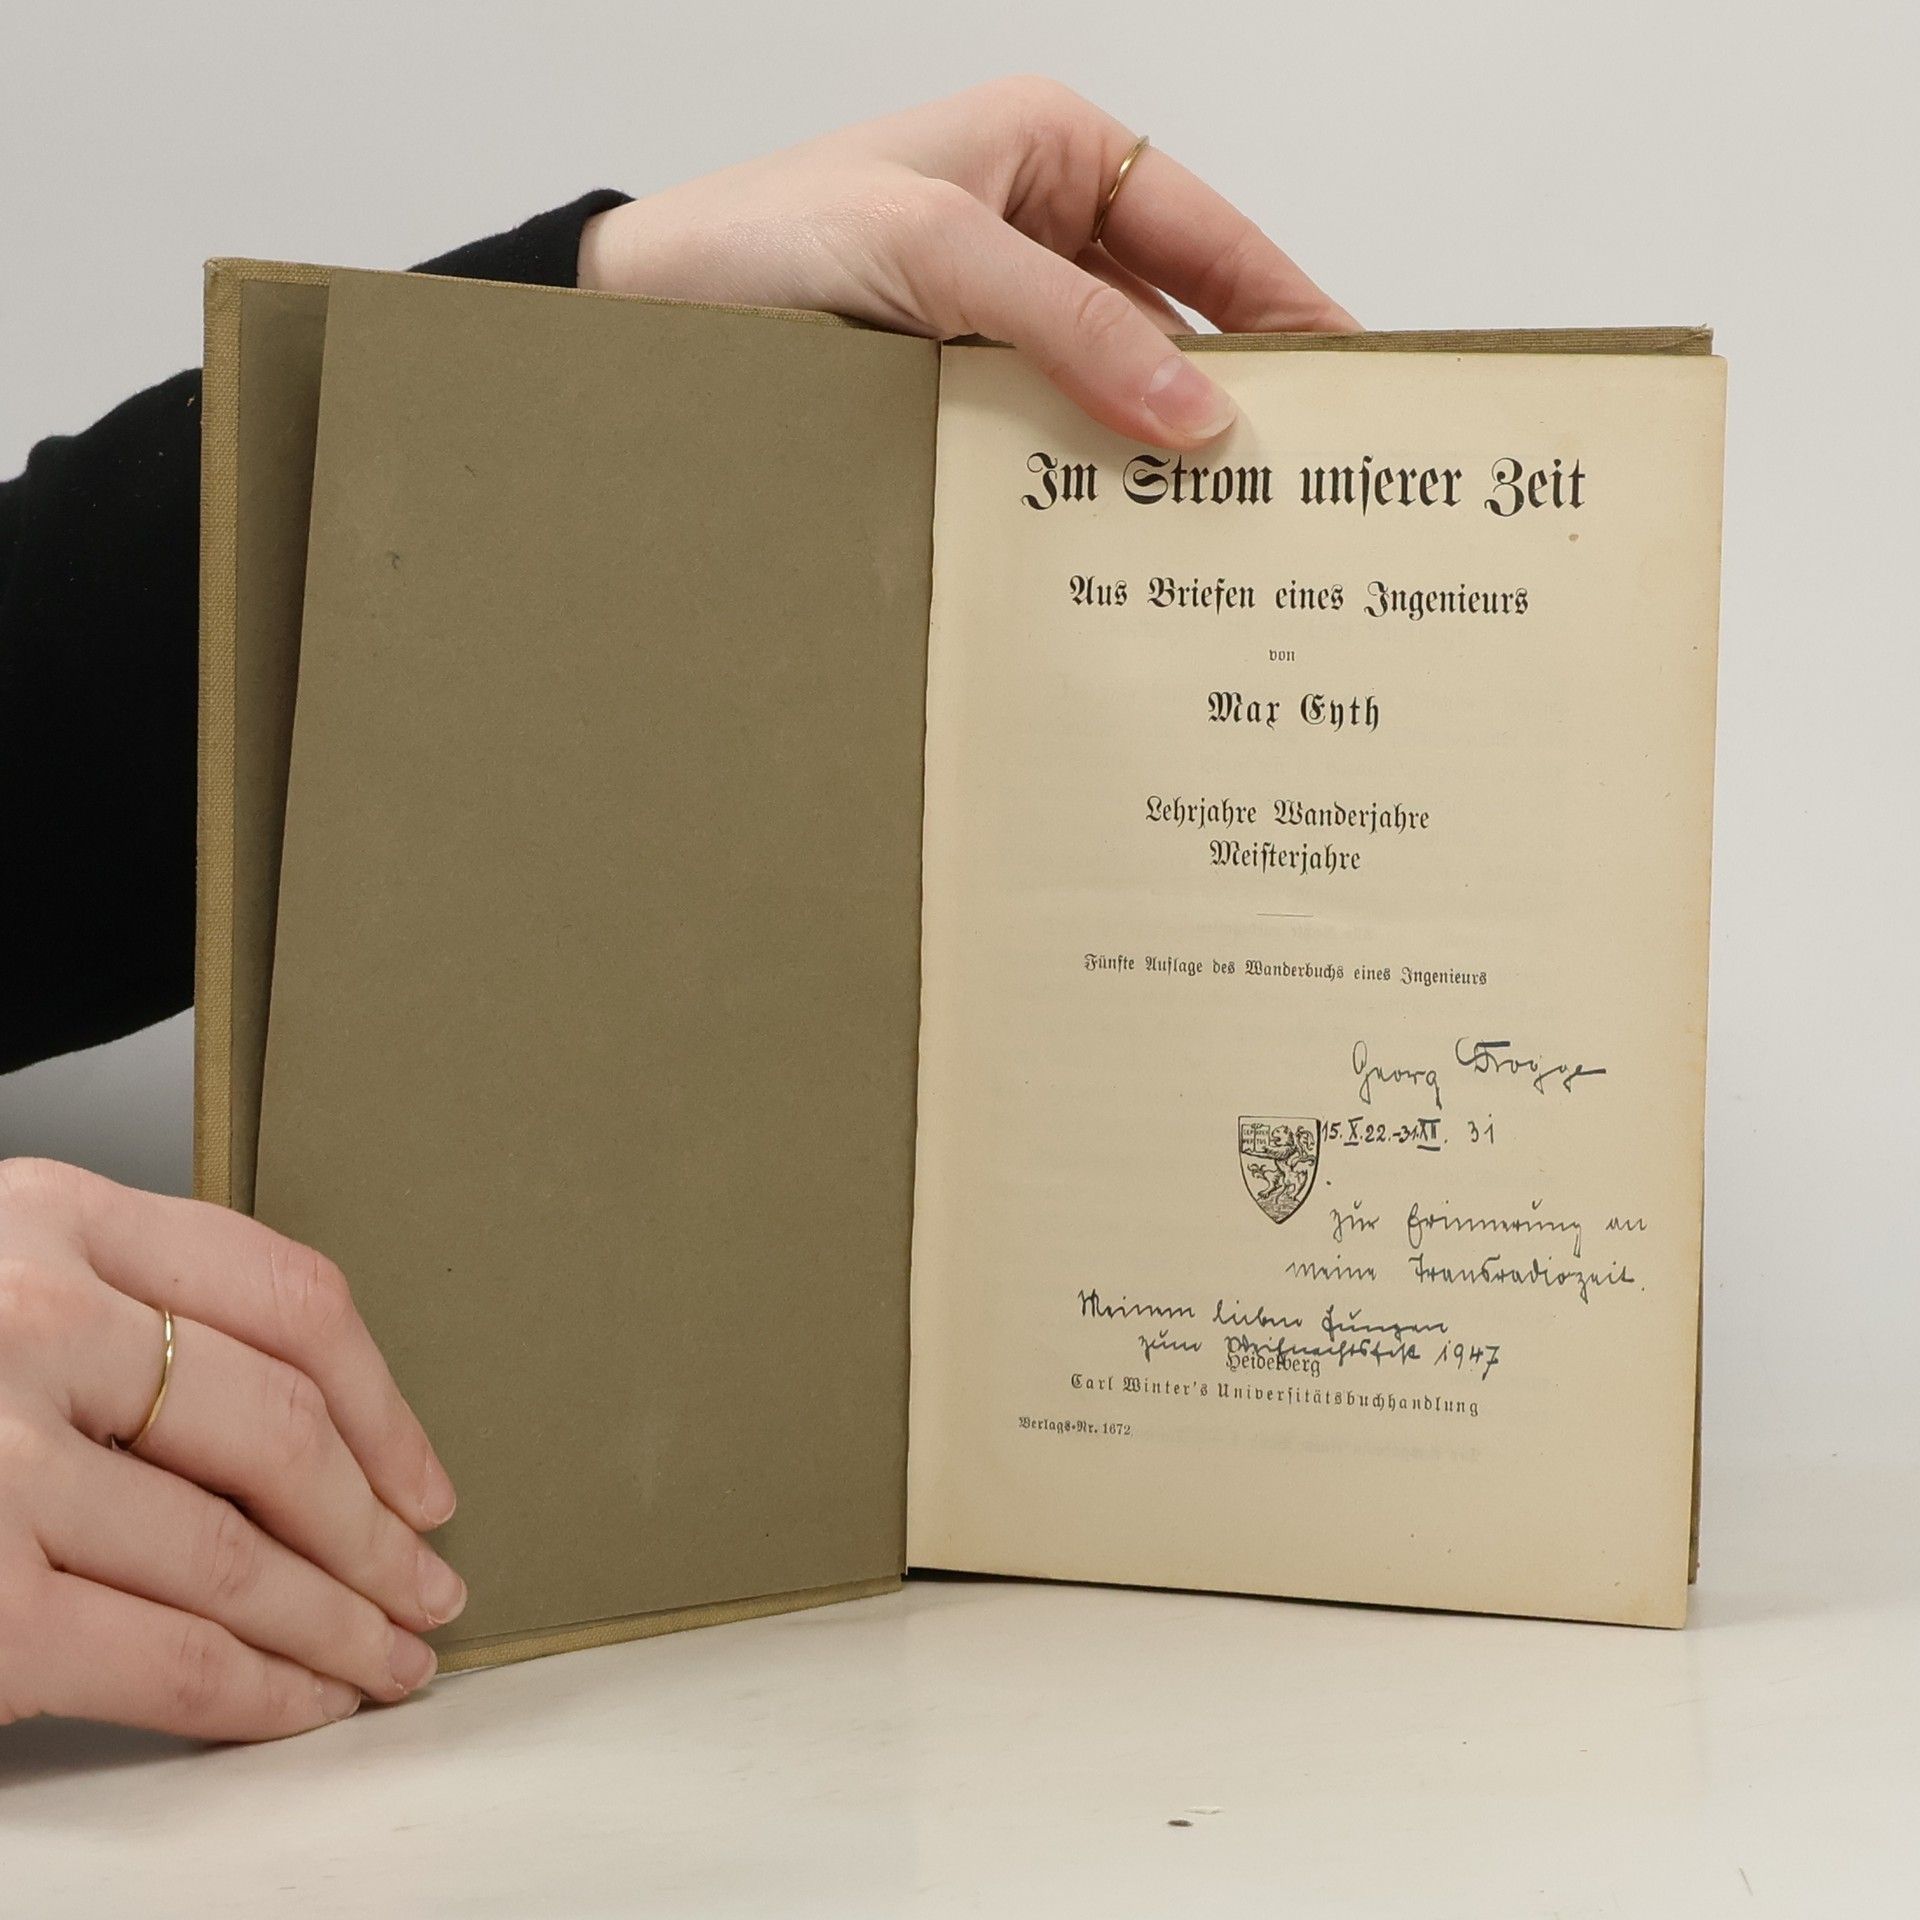 Im Strom unſerer Zeit
Aus Briefen eines Ingenieurs
von
Max Eyth
Lehrjahre Wanderjahre
Meiſterjahre
Fünfte Auflage des Wanderbuchs eines Ingenieurs
Georg
15. X. 22.-31.XII. 31
zur Erinnerung an
meine Transradiozeit.
Meinem lieben Jungen
zum Weihnachtsfest 1947
Heidelberg
Carl Winter's Univerſitätsbuchhandlung
Verlags-Nr. 1672